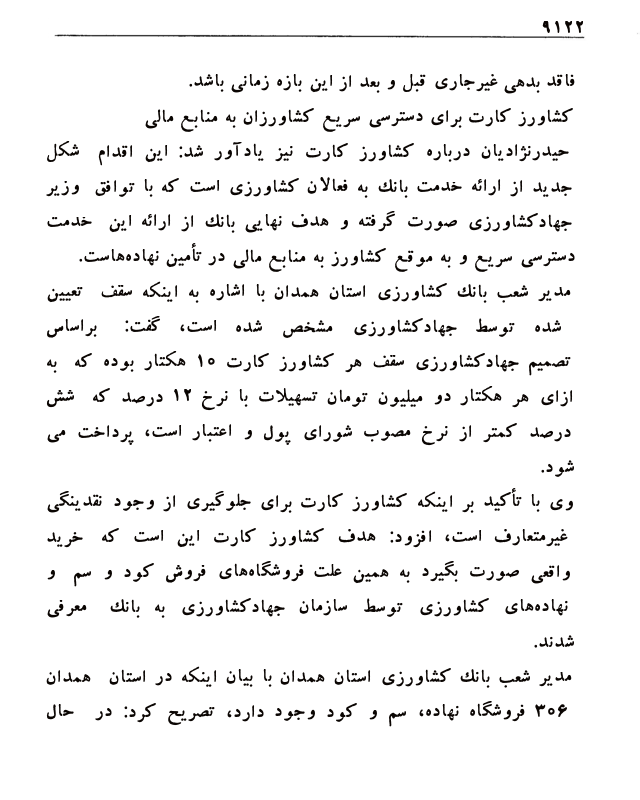 ۹۱۲۲
فاقد بدهی غیرجاری قبل و بعد از این بازه زمانی باشد.
کشاورز کارت برای دسترسی سریع کشاورزان به منابع مالی
حیدرنژادیان درباره کشاورز کارت نیز یادآور شد: این اقدام شکل
جدید از ارائه خدمت بانك به فعالان کشاورزی است که با توافق وزیر
جهادکشاورزی صورت گرفته و هدف نهایی بانك از ارائه این خدمت
دسترسی سریع و به موقع کشاورز به منابع مالی در تأمین نهاده‌هاست.
مدیر شعب بانك کشاورزی استان همدان با اشاره به اینکه سقف تعیین
شده توسط جهادکشاورزی مشخص شده است، گفت: براساس
تصمیم جهادکشاورزی سقف هر کشاورز کارت ۱۵ هکتار بوده که به
ازای هر هکتار دو میلیون تومان تسهیلات با نرخ ۱۲ درصد که شش
درصد کمتر از نرخ مصوب شورای پول و اعتبار است، پرداخت می
شود.
وی با تأکید بر اینکه کشاورز کارت برای جلوگیری از وجود نقدینگی
غیرمتعارف است، افزود: هدف کشاورز کارت این است که خرید
واقعی صورت بگیرد به همین علت فروشگاه‌های فروش کود و سم و
نهاده‌های کشاورزی توسط سازمان جهادکشاورزی به بانك معرفی
شدند.
مدیر شعب بانك کشاورزی استان همدان با بیان اینکه در استان همدان
۳۰۶ فروشگاه نهاده، سم و کود وجود دارد، تصریح کرد: در حال